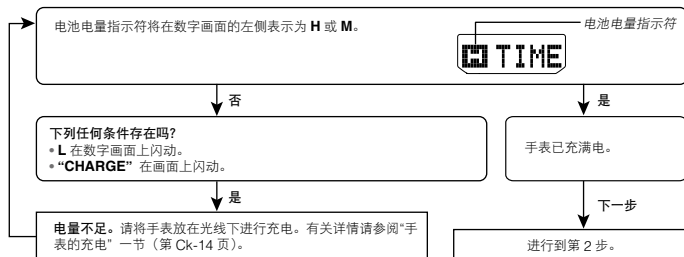 电池电量指示符将在数字画面的左侧表示为 H 或 M。
电池电量指示符
H TIME
否
是
下列任何条件存在吗?
• L 在数字画面上闪动。
• “CHARGE” 在画面上闪动。
手表已充满电。
是
下一步
电量不足。请将手表放在光线下进行充电。有关详情请参阅“手
表的充电” 一节（第 Ck-14 页）。
进行到第 2 步。